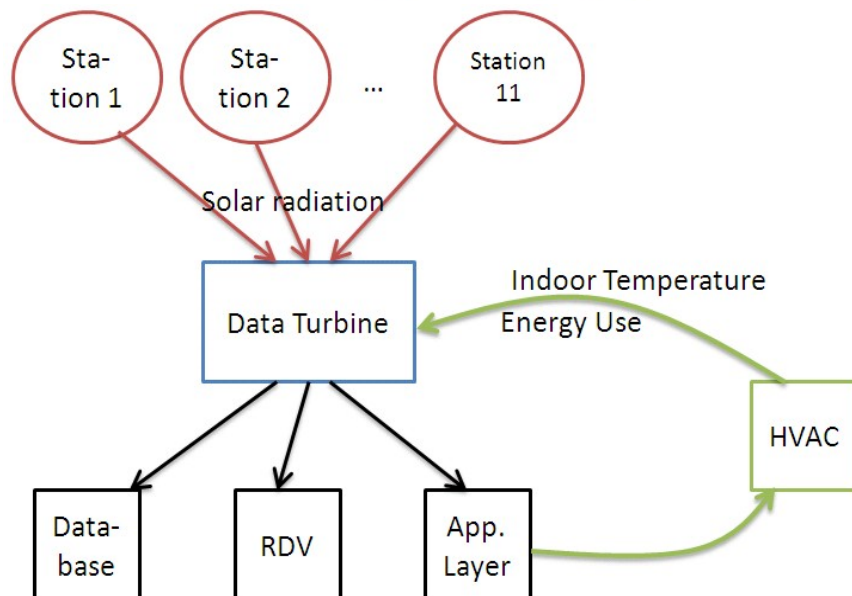 Sta-
tion 1
Sta-
tion 2
...
Station
11
Solar radiation
Data Turbine
Indoor Temperature
Energy Use
HVAC
Data-
base
RDV
App.
Layer